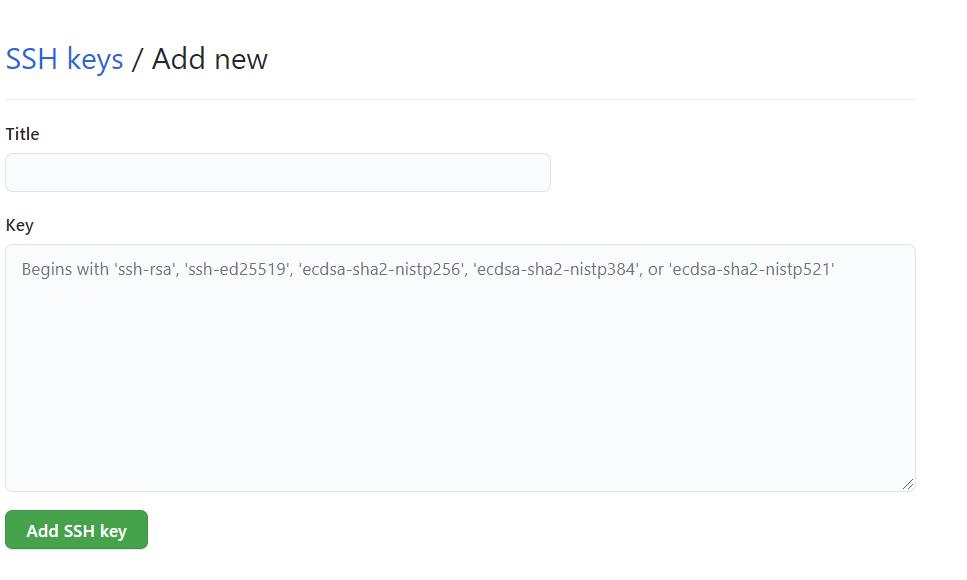 SSH keys / Add new
Title
Key
Begins with 'ssh-rsa', 'ssh-ed25519', 'ecdsa-sha2-nistp256', 'ecdsa-sha2-nistp384', or 'ecdsa-sha2-nistp521'
Add SSH key